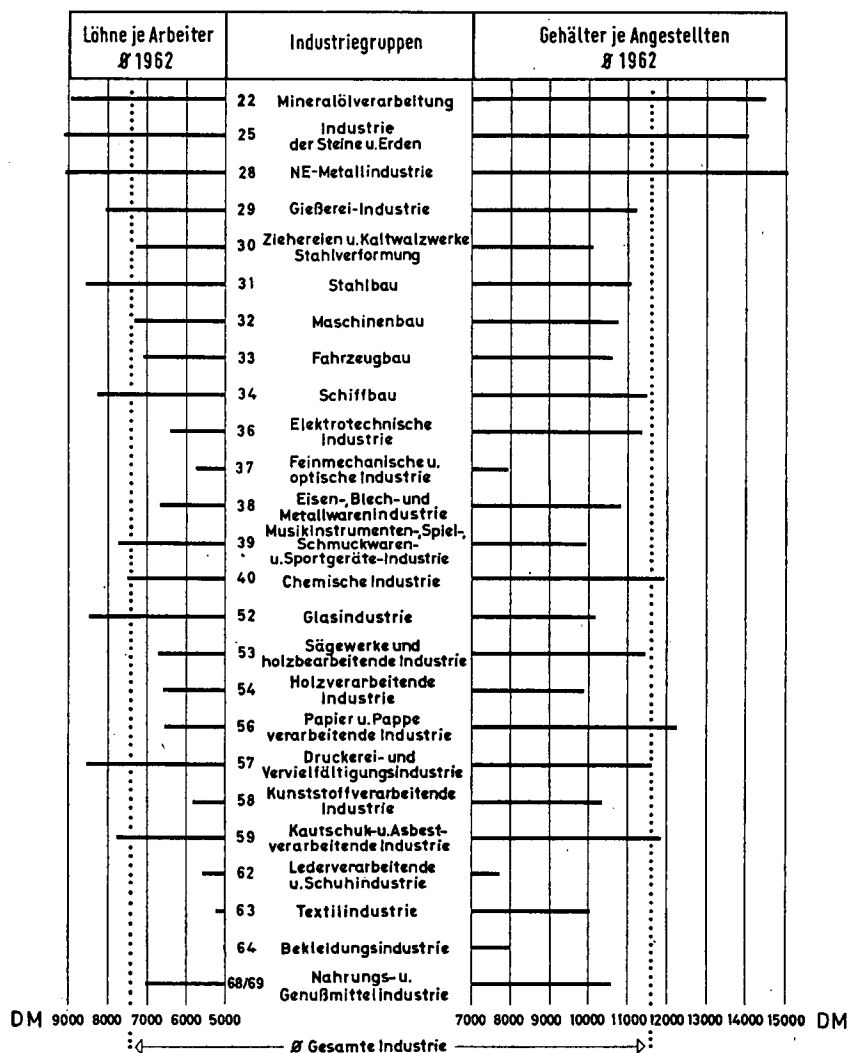 Löhne je Arbeiter
Ø 1962
Industriegruppen
Gehälter je Angestellten
Ø 1962
22 Mineralölverarbeitung
25 Industrie
der Steine u. Erden
28 NE-Metallindustrie
29 Gießerei-Industrie
30 Ziehereien u. Kaltwalzwerke
Stahlverformung
31 Stahlbau
32 Maschinenbau
33 Fahrzeugbau
34 Schiffbau
36 Elektrotechnische
Industrie
37 Feinmechanische u.
optische Industrie
38 Eisen-, Blech- und
Metallwarenindustrie
39 Musikinstrumenten-, Spiel-,
Schmuckwaren-
u. Sportgeräte-Industrie
40 Chemische Industrie
52 Glasindustrie
53 Sägewerke und
holzbearbeitende Industrie
54 Holzverarbeitende
Industrie
56 Papier u. Pappe
verarbeitende Industrie
57 Druckerei- und
Vervielfältigungsindustrie
58 Kunststoffverarbeitende
Industrie
59 Kautschuk- u. Asbest-
verarbeitende Industrie
62 Lederverarbeitende
u. Schuhindustrie
63 Textilindustrie
64 Bekleidungsindustrie
68/69 Nahrungs- u.
Genußmittelindustrie
DM 9000 8000 7000 6000 5000 7000 8000 9000 10000 11000 12000 13000 14000 15000 DM
Ø Gesamte Industrie